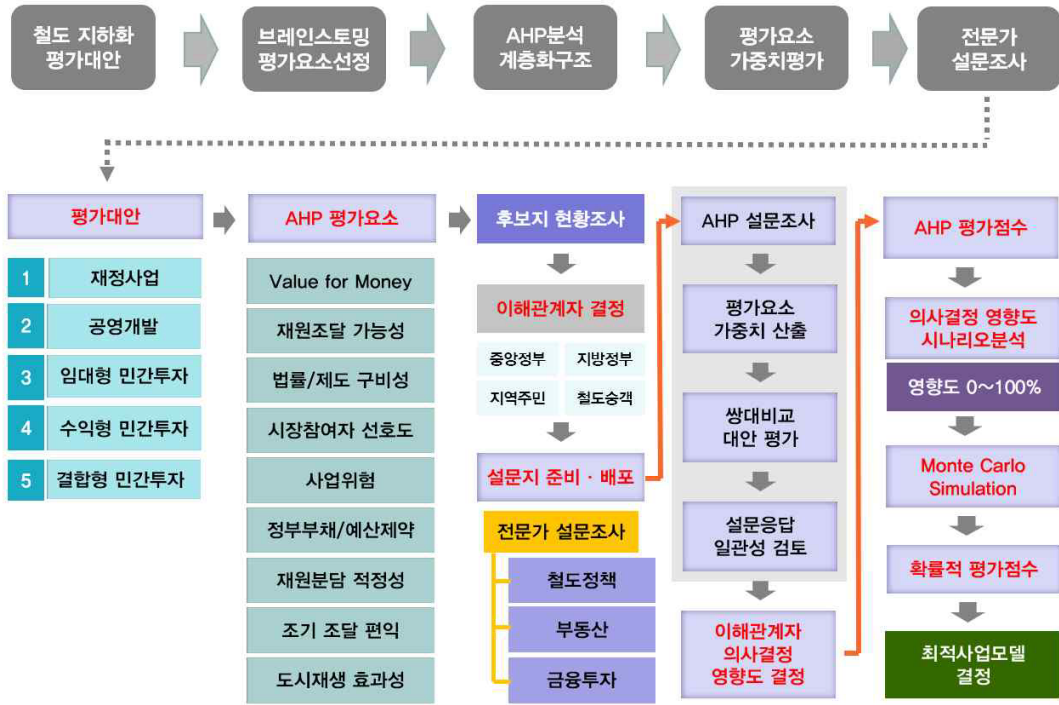 철도 지하화
평가대안
브레인스토밍
평가요소선정
AHP분석
계층화구조
평가요소
가중치평가
전문가
설문조사
평가대안
1 재정사업
2 공영개발
3 임대형 민간투자
4 수익형 민간투자
5 결합형 민간투자
AHP 평가요소
Value for Money
재원조달 가능성
법률/제도 구비성
시장참여자 선호도
사업위험
정부부채/예산제약
재원분담 적정성
조기 조달 편익
도시재생 효과성
후보지 현황조사
이해관계자 결정
중앙정부 지방정부
지역주민 철도승객
설문지 준비 · 배포
전문가 설문조사
철도정책
부동산
금융투자
AHP 설문조사
평가요소
가중치 산출
쌍대비교
대안 평가
설문응답
일관성 검토
이해관계자
의사결정
영향도 결정
AHP 평가점수
의사결정 영향도
시나리오분석
영향도 0~100%
Monte Carlo
Simulation
확률적 평가점수
최적사업모델
결정